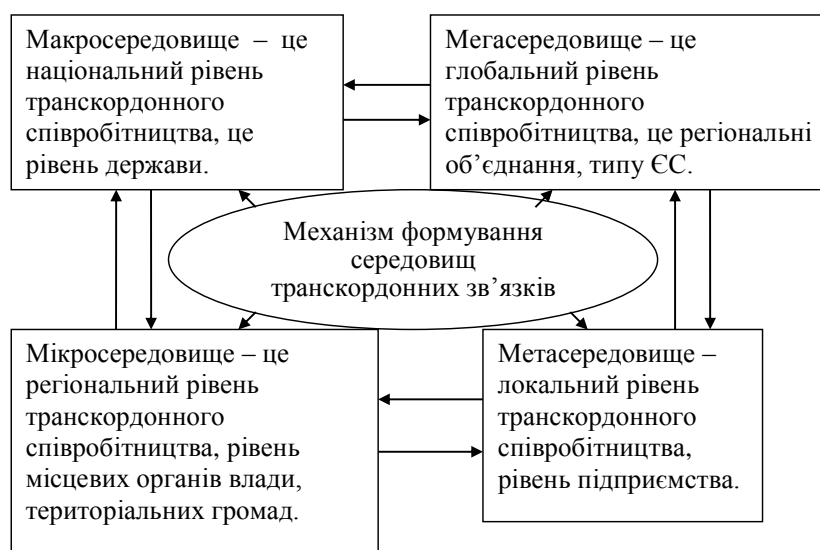 Макросередовище – це
національний рівень
транскордонного
співробітництва, це
рівень держави.
Мегасередовище – це
глобальний рівень
транскордонного
співробітництва, це регіональні
об’єднання, типу ЄС.
Механізм формування
середовищ
транскордонних зв’язків
Мікросередовище – це
регіональний рівень
транскордонного
співробітництва, рівень
місцевих органів влади,
територіальних громад.
Метасередовище –
локальний рівень
транскордонного
співробітництва,
рівень підприємства.